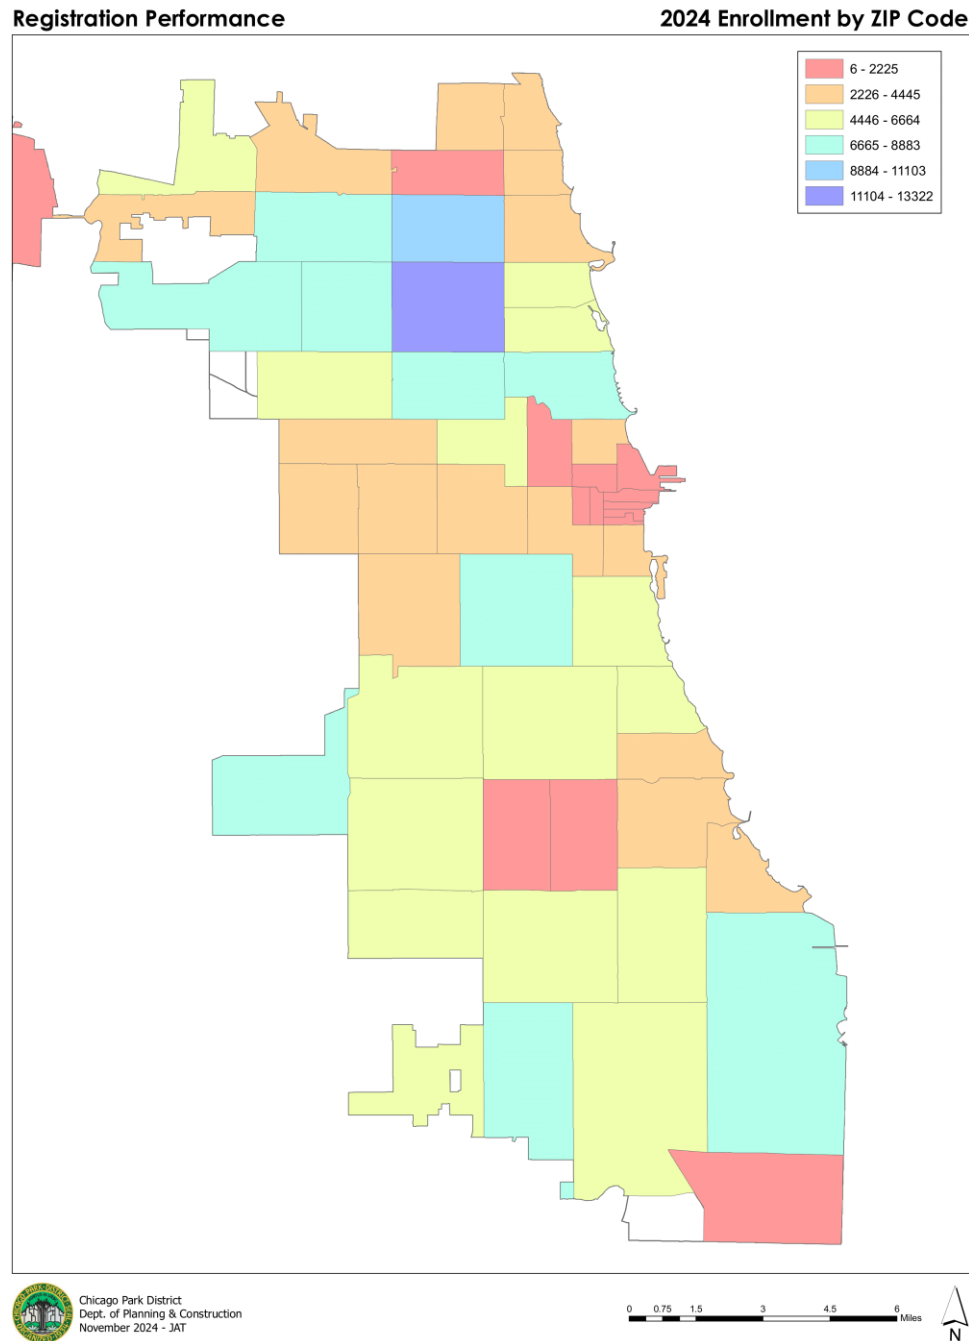 Registration Performance
2024 Enrollment by ZIP Code
6 - 2225
2226 - 4445
4446 - 6664
6665 - 8883
8884 - 11103
11104 - 13322
Chicago Park District
Dept. of Planning & Construction
November 2024 - JAT
0 0.75 1.5 3 4.5 6
Miles
N